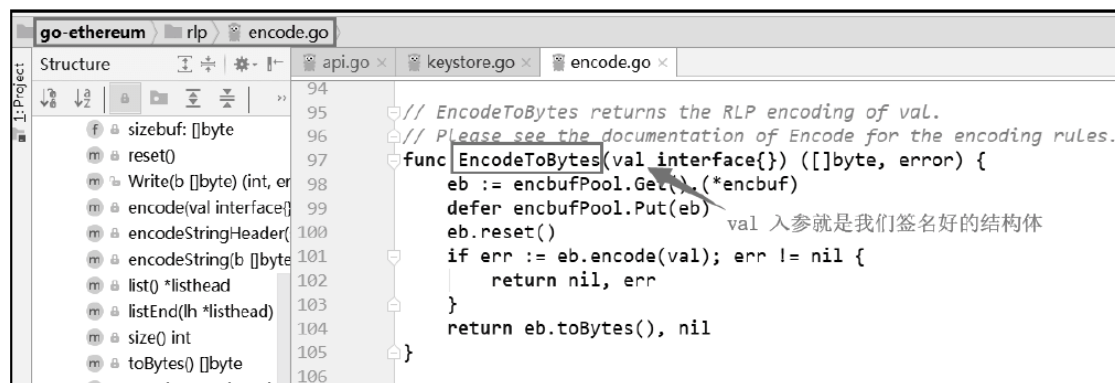 go-ethereum rlp encode.go
1: Project
Structure
api.go
keystore.go
encode.go
sizebuf: []byte
reset()
Write(b []byte) (int, er
encode(val interface{}
encodeStringHeader(
encodeString(b []byte
list() *listhead
listEnd(lh *listhead)
size() int
toBytes() []byte
94
95 // EncodeToBytes returns the RLP encoding of val.
96 // Please see the documentation of Encode for the encoding rules.
97 func EncodeToBytes(val interface{}) ([]byte, error) {
98 eb := encbufPool.Get().(*encbuf)
99 defer encbufPool.Put(eb)
val 入参就是我们签名好的结构体
100 eb.reset()
101 if err := eb.encode(val); err != nil {
102 return nil, err
103 }
104 return eb.toBytes(), nil
105 }
106